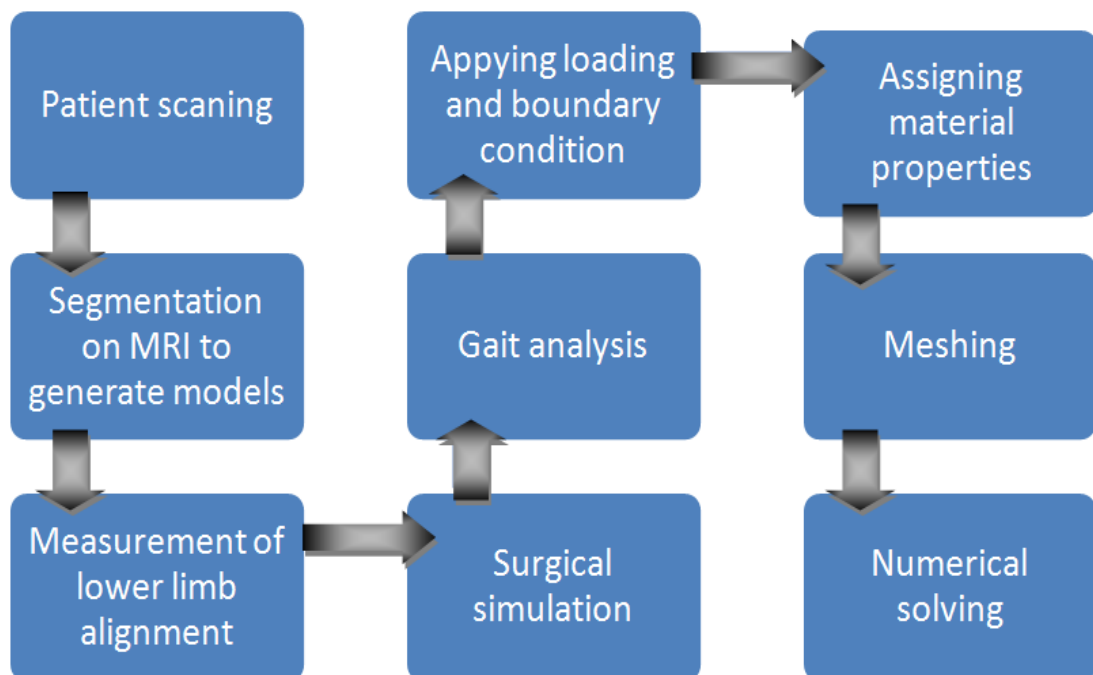 Patient scaning
Segmentation
on MRI to
generate models
Measurement of
lower limb
alignment
Surgical
simulation
Gait analysis
Appying loading
and boundary
condition
Assigning
material
properties
Meshing
Numerical
solving